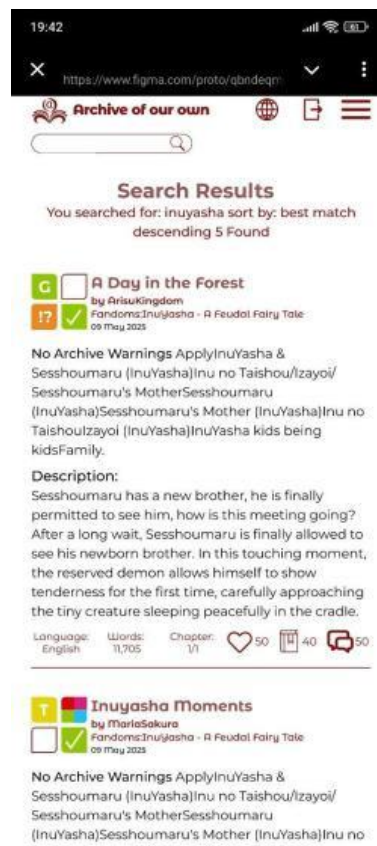 19:42
61
https://www.figma.com/proto/qbndeqm
Archive of our own
Search Results
You searched for: inuyasha sort by: best match
descending 5 Found
G
!?
A Day in the Forest
by ArisuKingdom
Fandoms:InuYasha - A Feudal Fairy Tale
09 May 2025
No Archive Warnings ApplyInuYasha &
Sesshoumaru (InuYasha)Inu no Taishou/Izayoi/
Sesshoumaru's MotherSesshoumaru
(InuYasha)Sesshoumaru's Mother (InuYasha)Inu no
TaishouIzayoi (InuYasha)InuYasha kids being
kidsFamily.
Description:
Sesshoumaru has a new brother, he is finally
permitted to see him, how is this meeting going?
After a long wait, Sesshoumaru is finally allowed to
see his newborn brother. In this touching moment,
the reserved demon allows himself to show
tenderness for the first time, carefully approaching
the tiny creature sleeping peacefully in the cradle.
Language: Words: Chapter:
English 11,705 1/1 50 40 50
T
Inuyasha Moments
by MariaSakura
Fandoms:InuYasha - A Feudal Fairy Tale
09 May 2025
No Archive Warnings ApplyInuYasha &
Sesshoumaru (InuYasha)Inu no Taishou/Izayoi/
Sesshoumaru's MotherSesshoumaru
(InuYasha)Sesshoumaru's Mother (InuYasha)Inu no